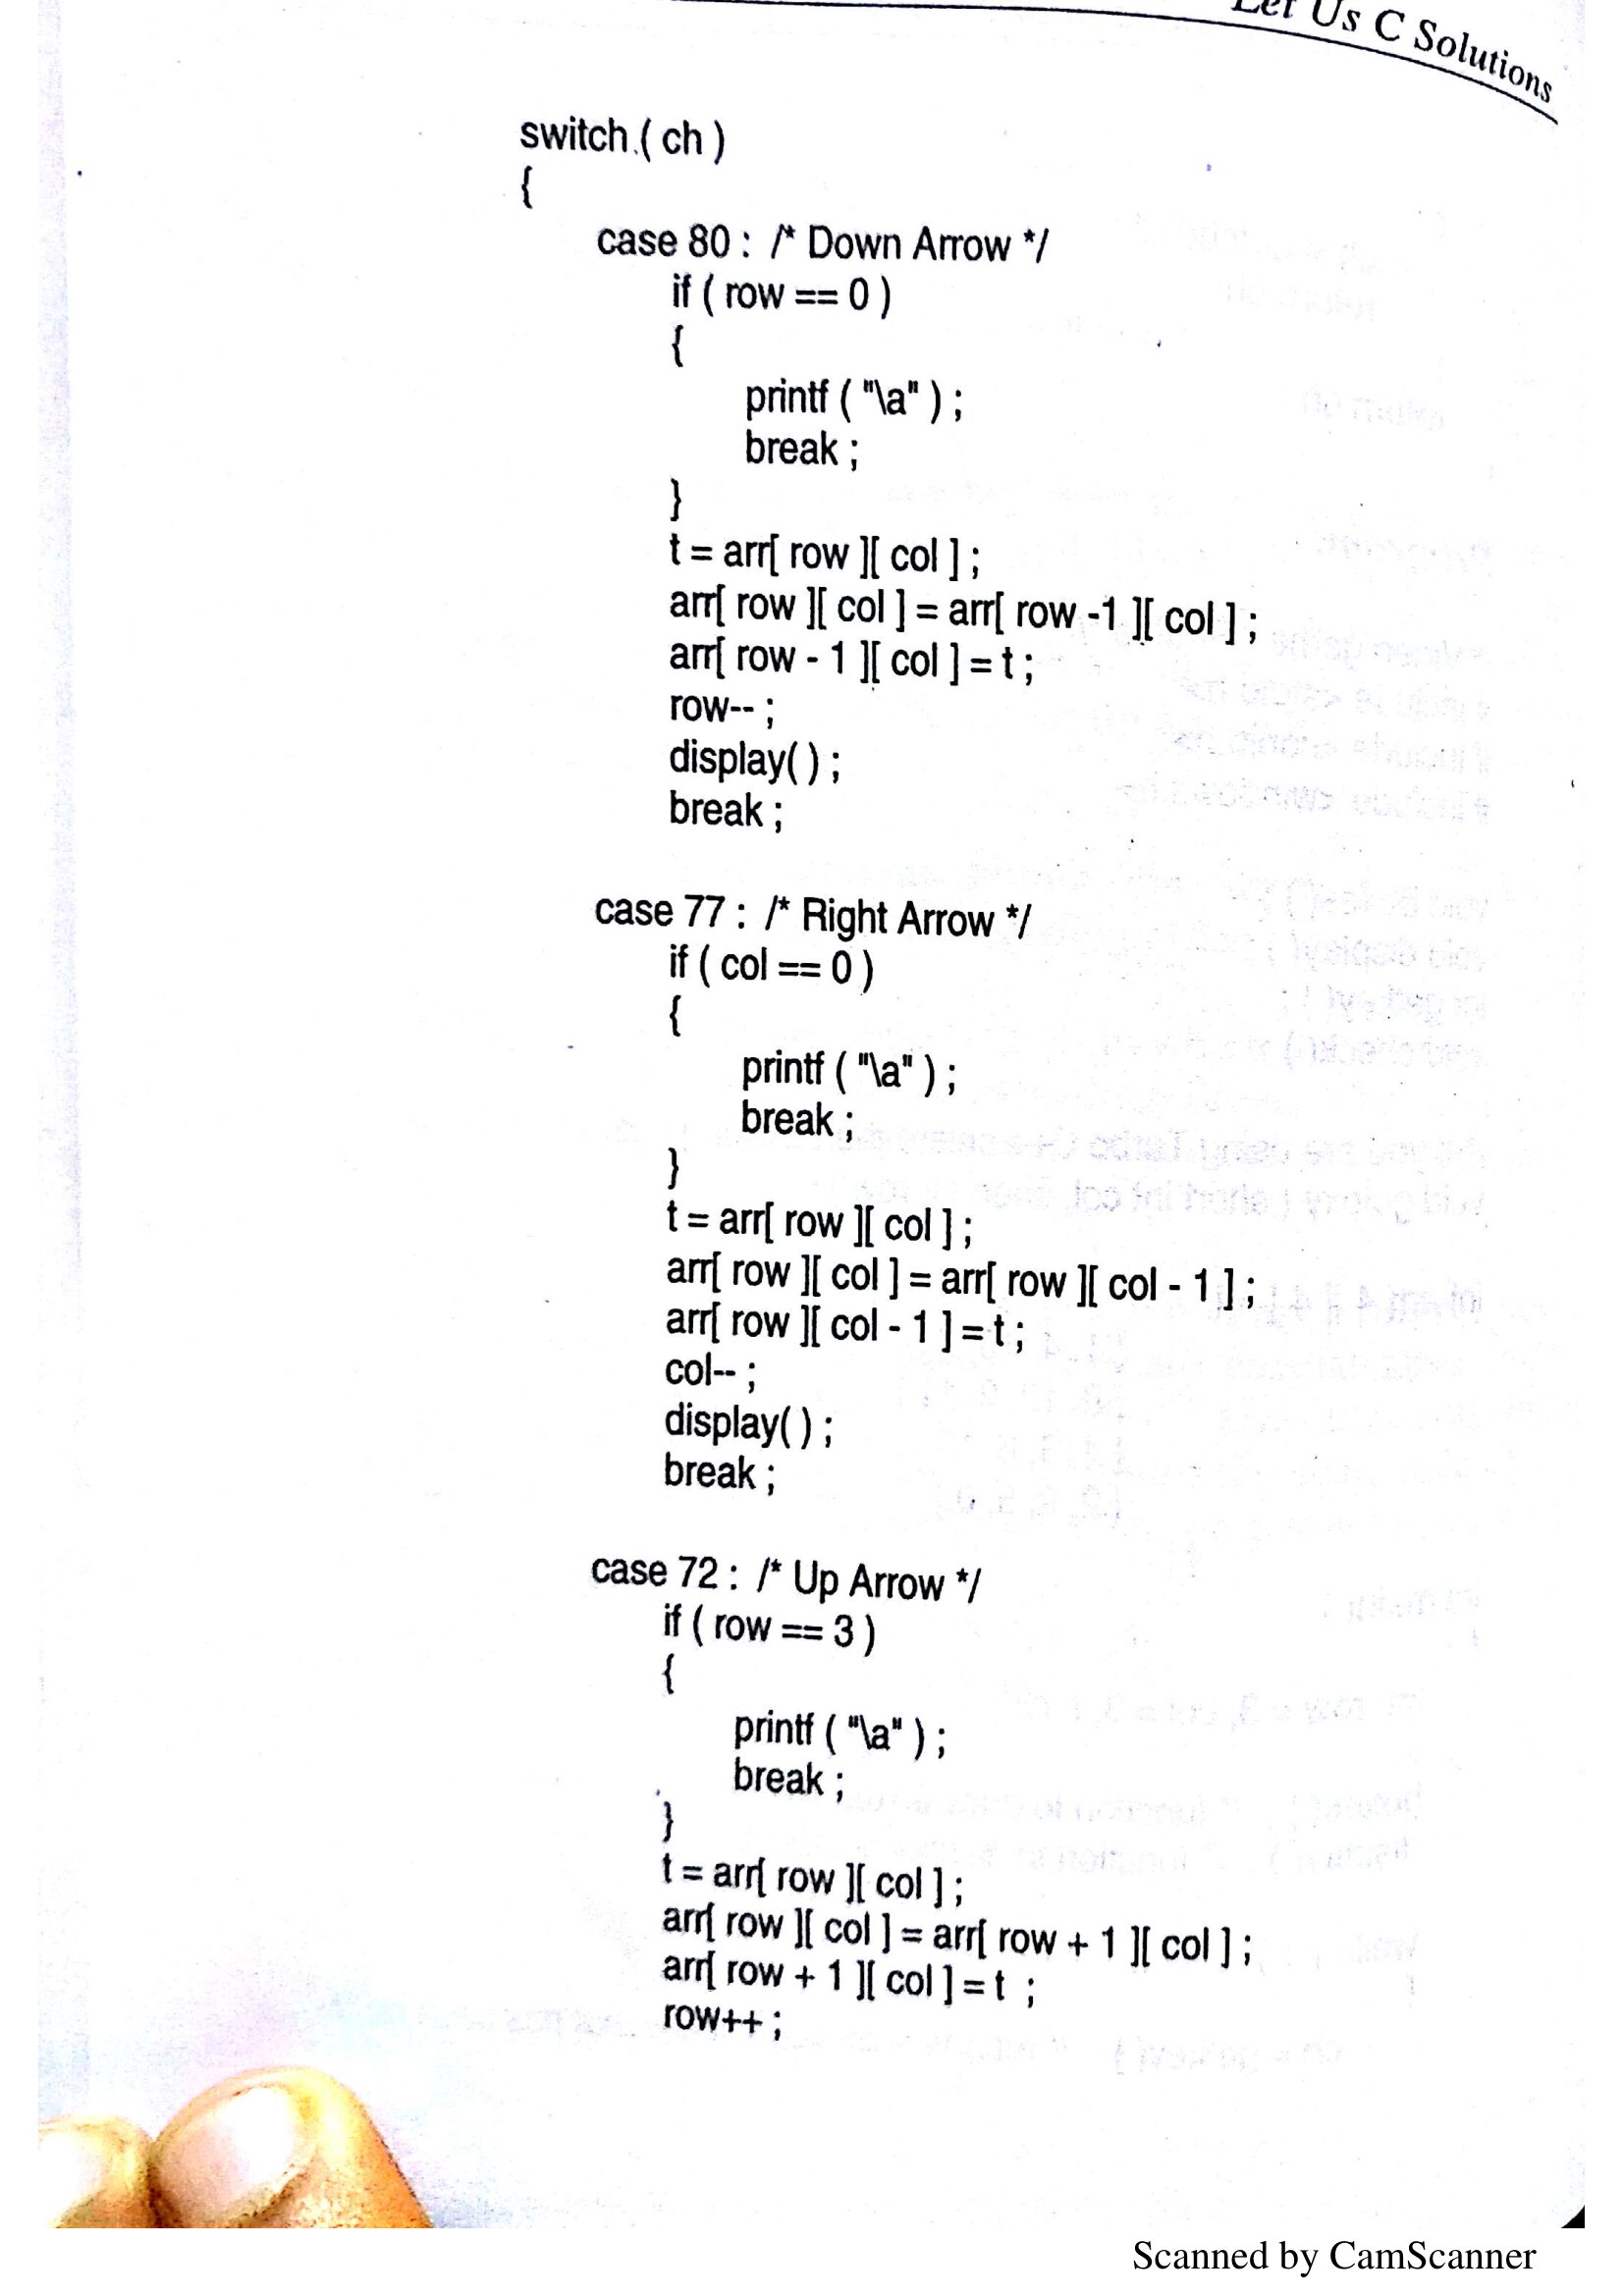 Let Us C Solutions
switch ( ch )
{
case 80 : /* Down Arrow */
if ( row == 0 )
{
printf ( "\a" ) ;
break ;
}
t = arr[ row ][ col ] ;
arr[ row ][ col ] = arr[ row -1 ][ col ] ;
arr[ row - 1 ][ col ] = t ;
row-- ;
display( ) ;
break ;
case 77 : /* Right Arrow */
if ( col == 0 )
{
printf ( "\a" ) ;
break ;
}
t = arr[ row ][ col ] ;
arr[ row ][ col ] = arr[ row ][ col - 1 ] ;
arr[ row ][ col - 1 ] = t ;
col-- ;
display( ) ;
break ;
case 72 : /* Up Arrow */
if ( row == 3 )
{
printf ( "\a" ) ;
break ;
}
t = arr[ row ][ col ] ;
arr[ row ][ col ] = arr[ row + 1 ][ col ] ;
arr[ row + 1 ][ col ] = t ;
row++ ;
Scanned by CamScanner